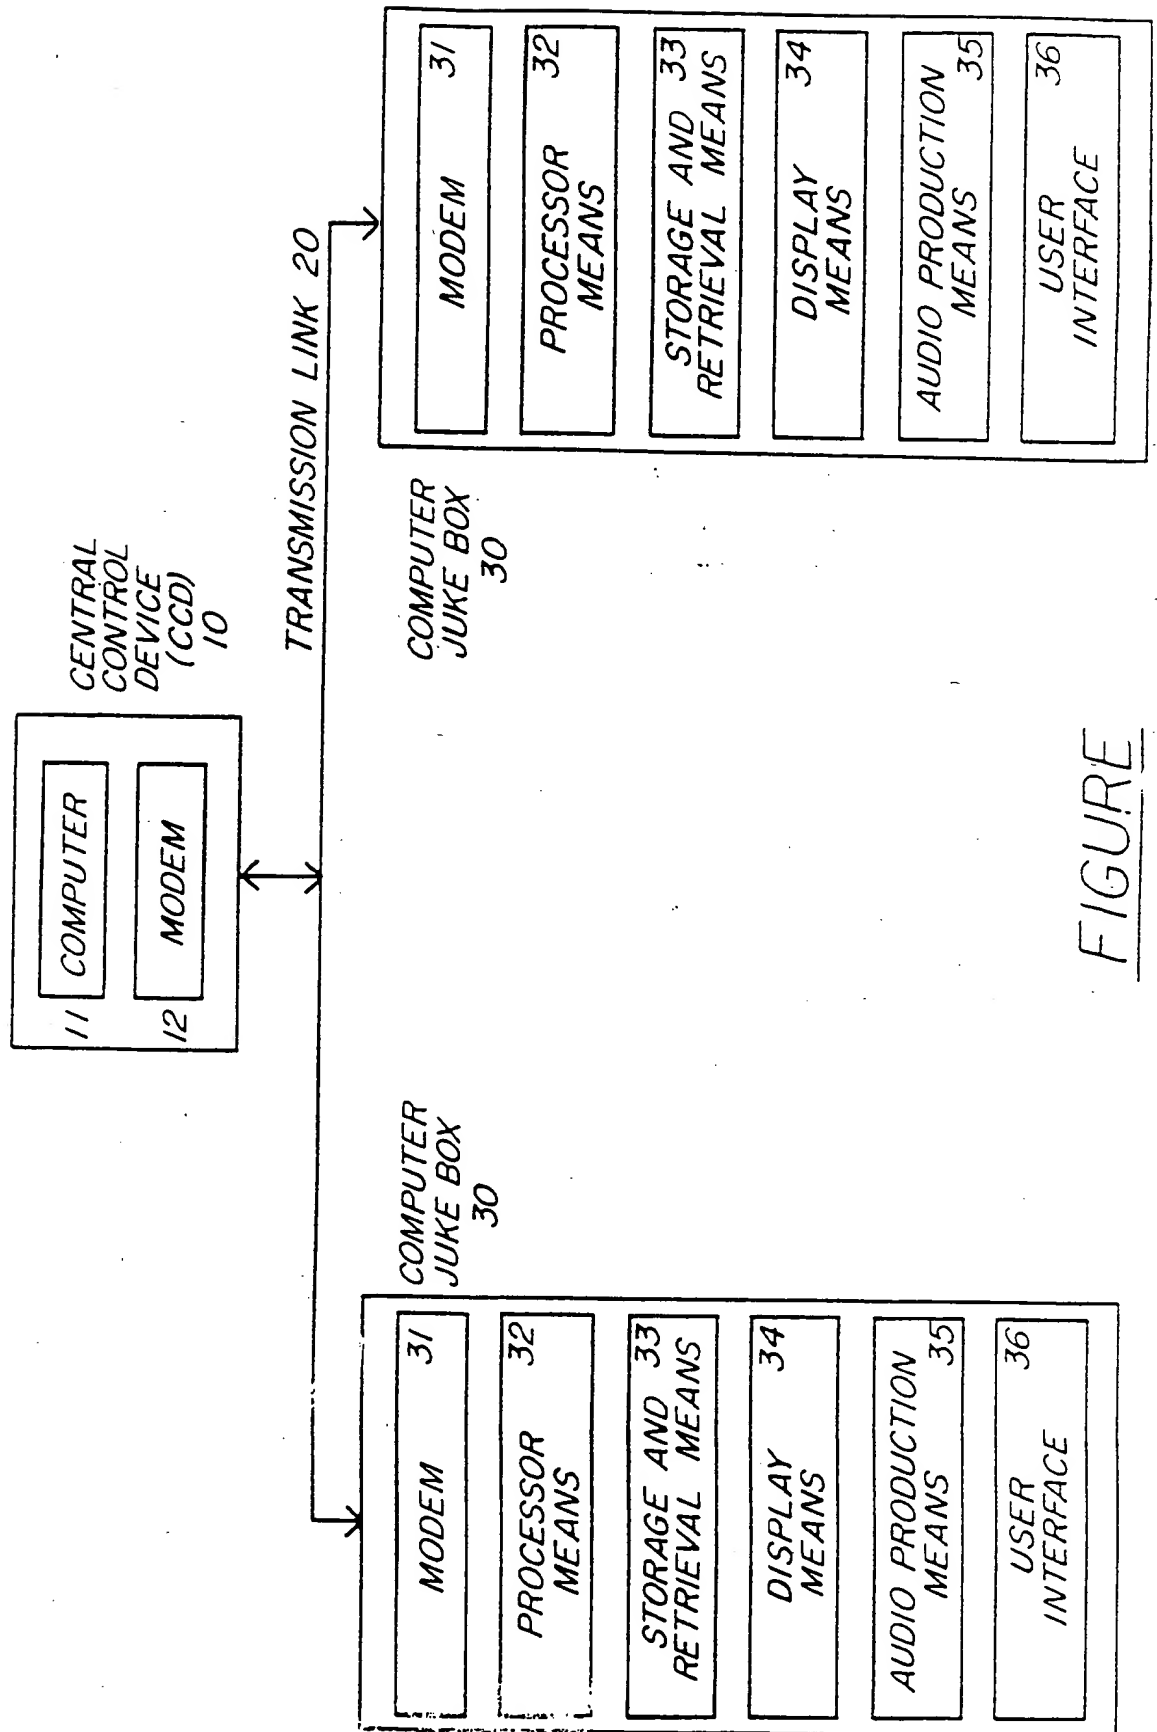 CENTRAL
CONTROL
DEVICE
(CCD)
10
11 COMPUTER
12 MODEM
TRANSMISSION LINK 20
COMPUTER
JUKE BOX
30
MODEM 31
PROCESSOR 32
MEANS
STORAGE AND 33
RETRIEVAL MEANS
DISPLAY 34
MEANS
AUDIO PRODUCTION
MEANS 35
USER 36
INTERFACE
COMPUTER
JUKE BOX
30
MODEM 31
PROCESSOR 32
MEANS
STORAGE AND 33
RETRIEVAL MEANS
DISPLAY 34
MEANS
AUDIO PRODUCTION
MEANS 35
USER 36
INTERFACE
FIGURE